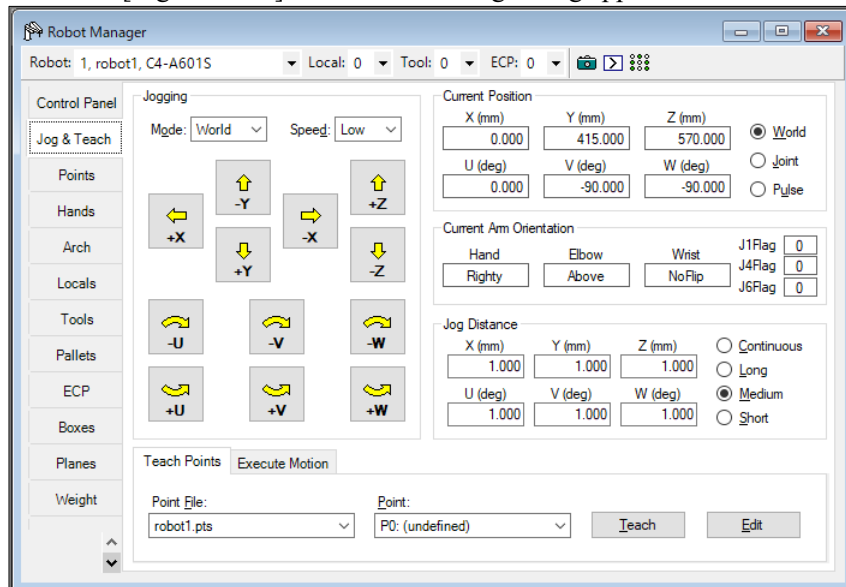 Robot Manager
Robot: 1, robot1, C4-A601S Local: 0 Tool: 0 ECP: 0
Control Panel
Jog & Teach
Points
Hands
Arch
Locals
Tools
Pallets
ECP
Boxes
Planes
Weight
Jogging
Mode: World Speed: Low
-Y +Z
+X -X
+Y -Z
-U -V -W
+U +V +W
Current Position
X (mm) Y (mm) Z (mm)
0.000 415.000 570.000
U (deg) V (deg) W (deg)
0.000 -90.000 -90.000
World
Joint
Pulse
Current Arm Orientation
Hand Elbow Wrist
Righty Above NoFlip
J1Flag 0
J4Flag 0
J6Flag 0
Jog Distance
X (mm) Y (mm) Z (mm)
1.000 1.000 1.000
U (deg) V (deg) W (deg)
1.000 1.000 1.000
Continuous
Long
Medium
Short
Teach Points Execute Motion
Point File: Point:
robot1.pts P0: (undefined) Teach Edit